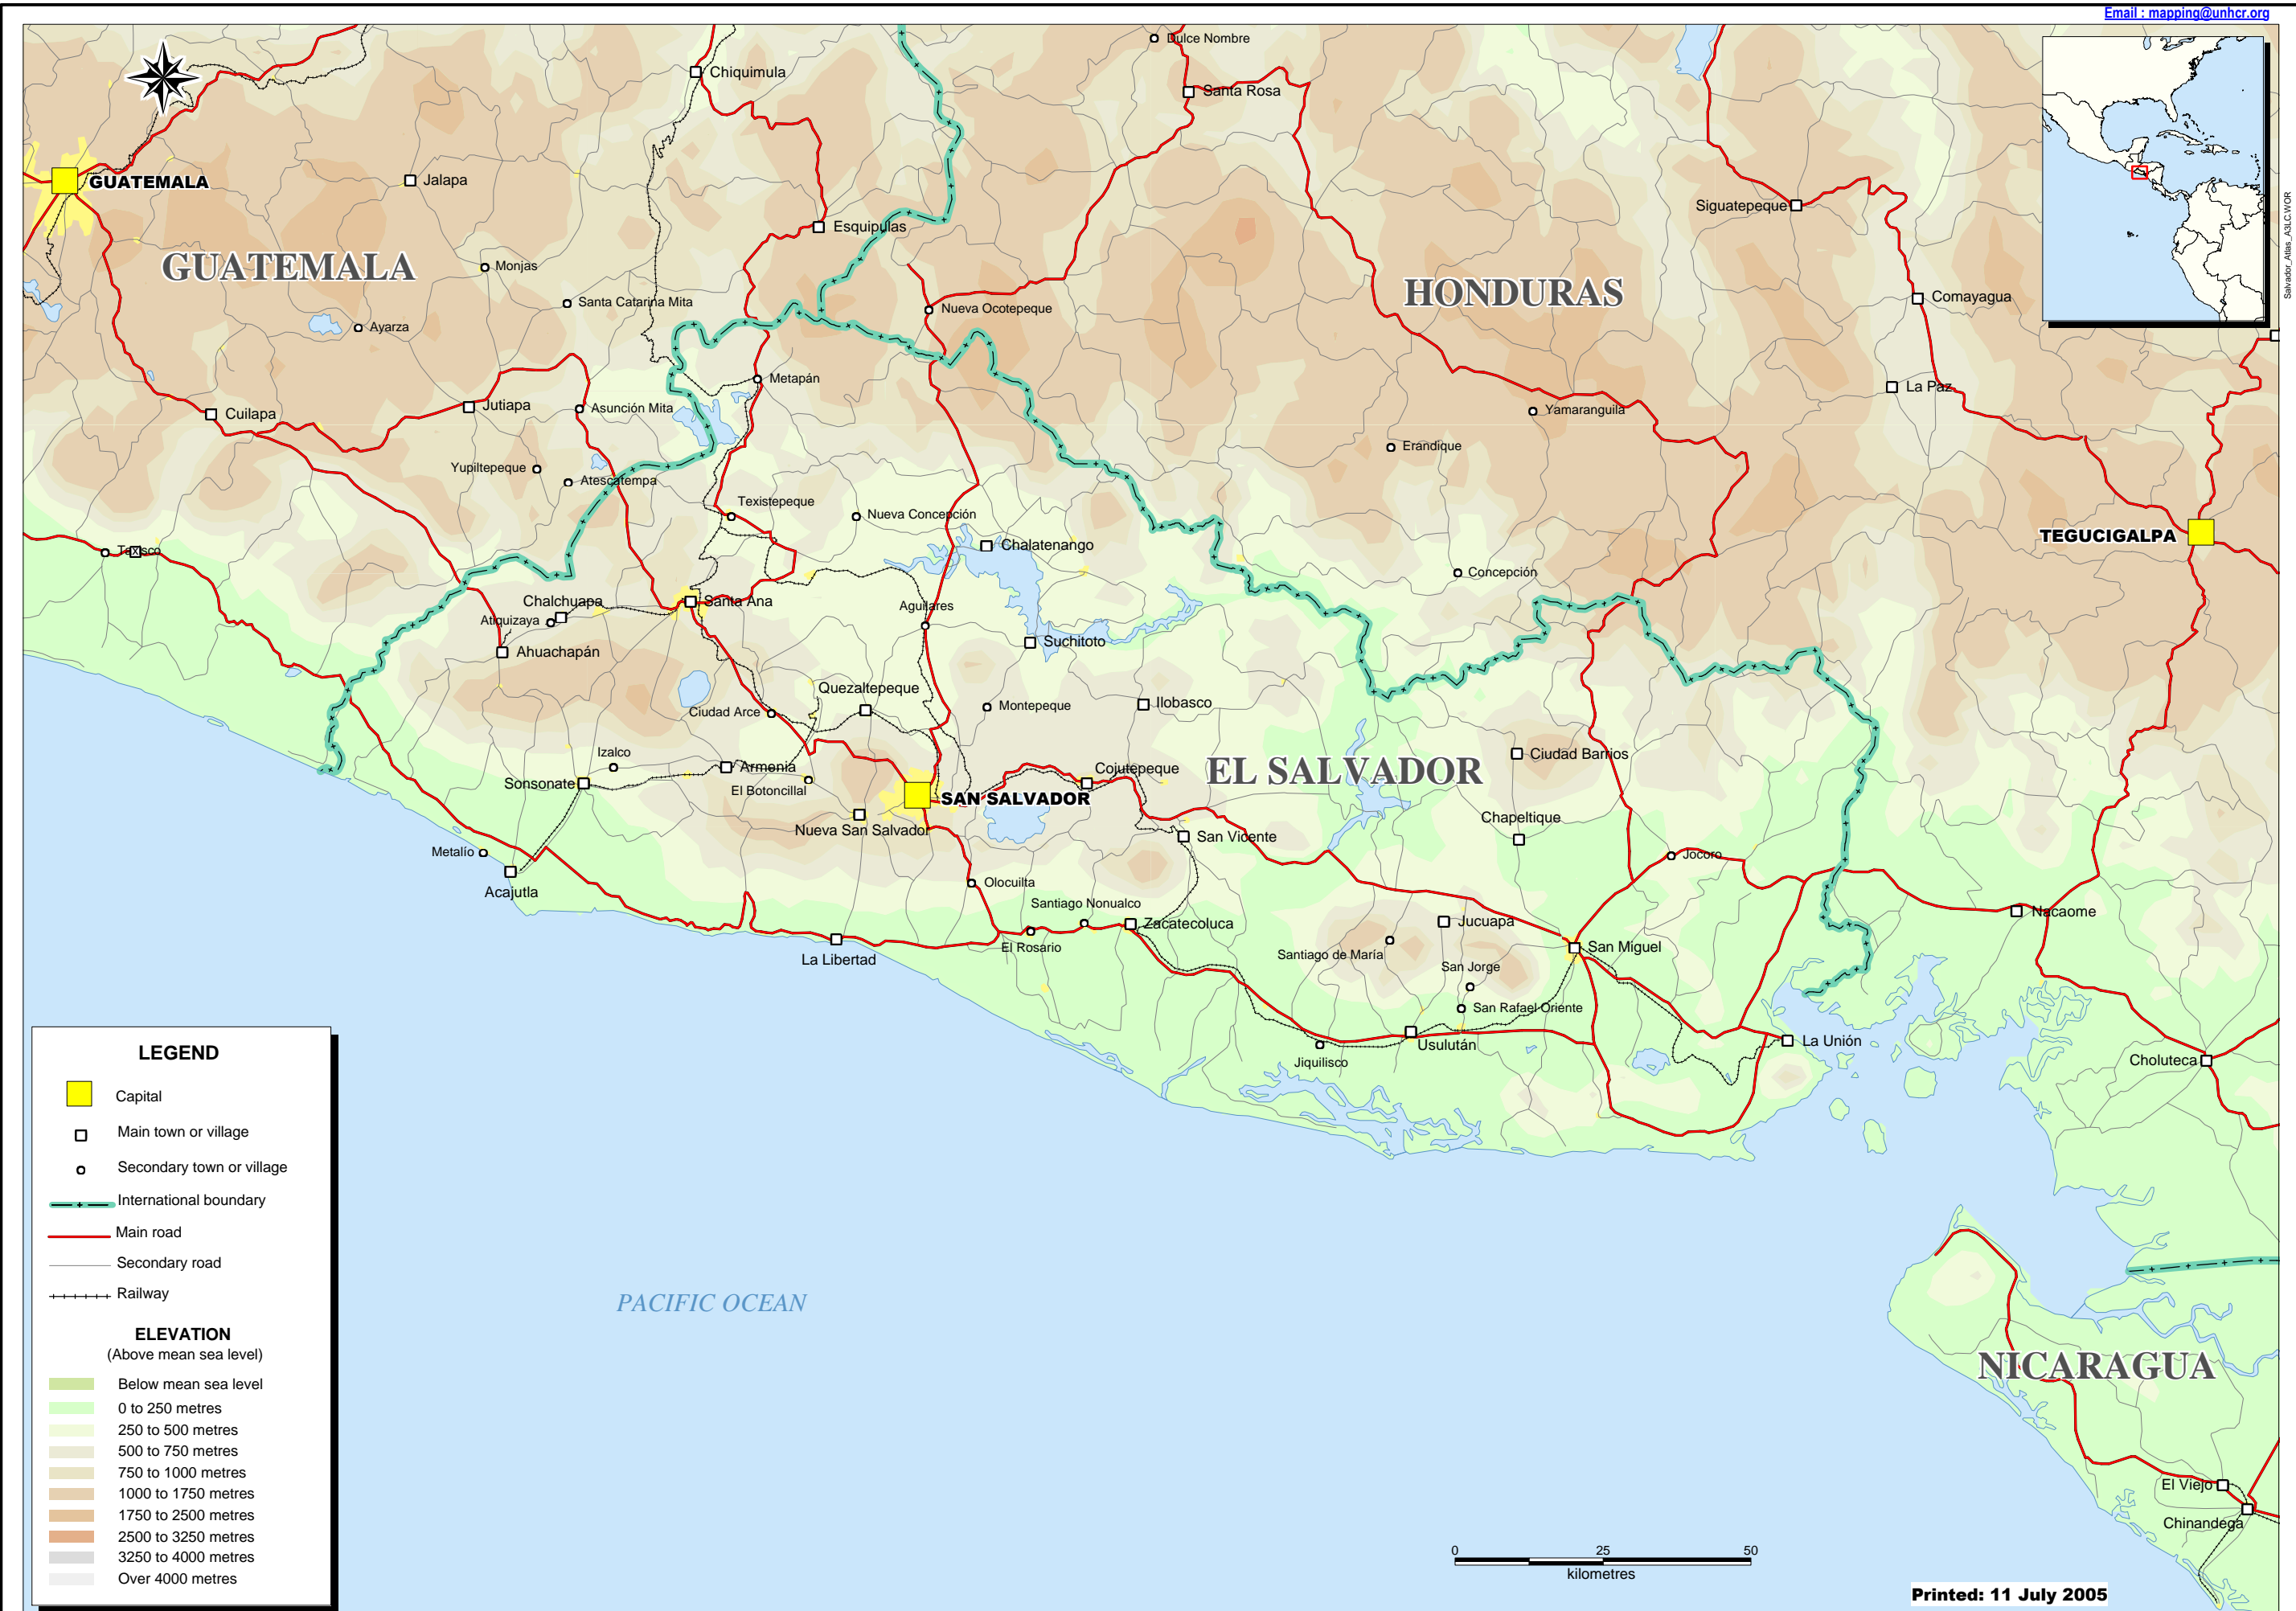 Email : mapping@unhcr.org
Salvador_Atlas_A3LC.WOR
Dulce Nombre
Chiquimula
Santa Rosa
GUATEMALA
Jalapa
Siguatepeque
Esquipulas
GUATEMALA
Monjas
HONDURAS
Santa Catarina Mita
Comayagua
Nueva Ocotepeque
Ayarza
Metapán
La Paz
Cuilapa
Jutiapa
Asunción Mita
Yamaranguila
Erandique
Yupiltepeque
Atescatempa
Texistepeque
Nueva Concepción
TEGUCIGALPA
Chalatenango
Taxisco
Concepción
Chalchuapa
Santa Ana
Aguilares
Atiquizaya
Suchitoto
Ahuachapán
Quezaltepeque
Ilobasco
Montepeque
Ciudad Arce
Izalco
Ciudad Barrios
Armenia
Cojutepeque
EL SALVADOR
Sonsonate
El Botoncillal
SAN SALVADOR
Chapeltique
Nueva San Salvador
San Vicente
Metalío
Jocoro
Olocuilta
Acajutla
Santiago Nonualco
Nacaome
Zacatecoluca
Jucuapa
El Rosario
San Miguel
Santiago de María
La Libertad
San Jorge
San Rafael Oriente
Usulután
La Unión
Jiquilisco
Choluteca
LEGEND
Capital
Main town or village
Secondary town or village
International boundary
Main road
Secondary road
Railway
PACIFIC OCEAN
ELEVATION
(Above mean sea level)
Below mean sea level
0 to 250 metres
250 to 500 metres
500 to 750 metres
750 to 1000 metres
1000 to 1750 metres
1750 to 2500 metres
2500 to 3250 metres
3250 to 4000 metres
Over 4000 metres
NICARAGUA
El Viejo
Chinandega
0 25 50
kilometres
Printed: 11 July 2005